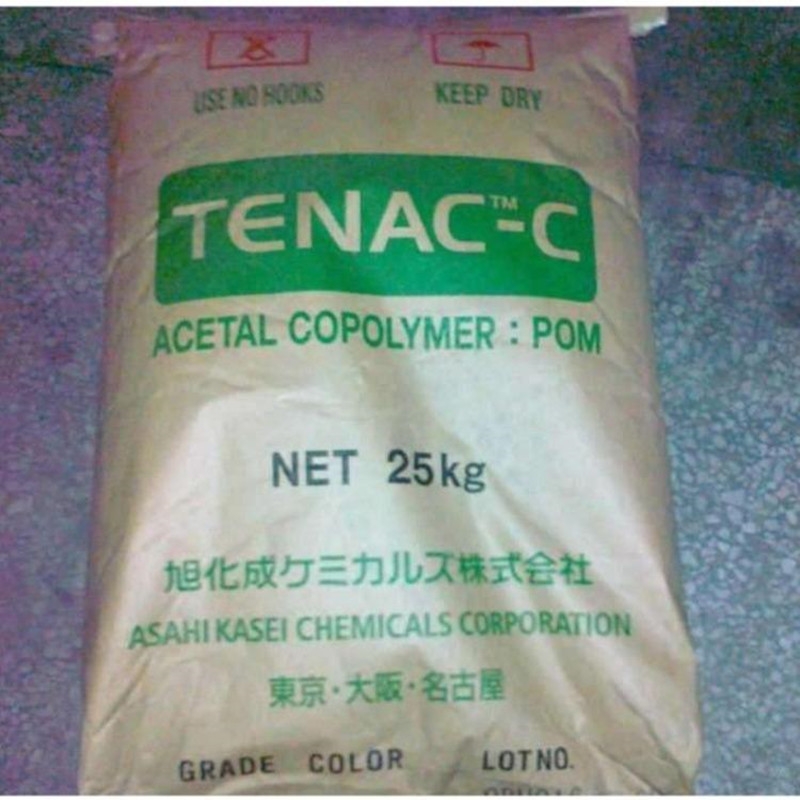 USE NO HOOKS KEEP DRY
TENAC™-C
ACETAL COPOLYMER : POM
NET 25kg
旭化成ケミカルズ株式会社
ASAHI KASEI CHEMICALS CORPORATION
東京・大阪・名古屋
GRADE COLOR LOT NO.